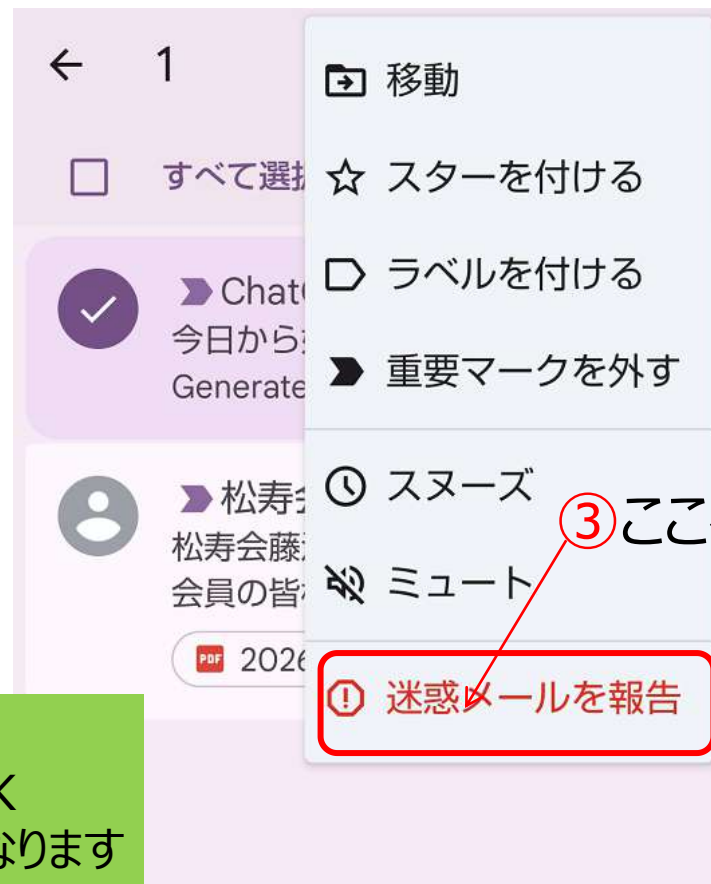 1
移動
すべて選
スターを付ける
Chat
ラベルを付ける
今日から
Generate
重要マークを外す
スヌーズ
③ここ
松寿
松寿会藤
会員の皆
ミュート
PDF 2026
迷惑メールを報告
なります